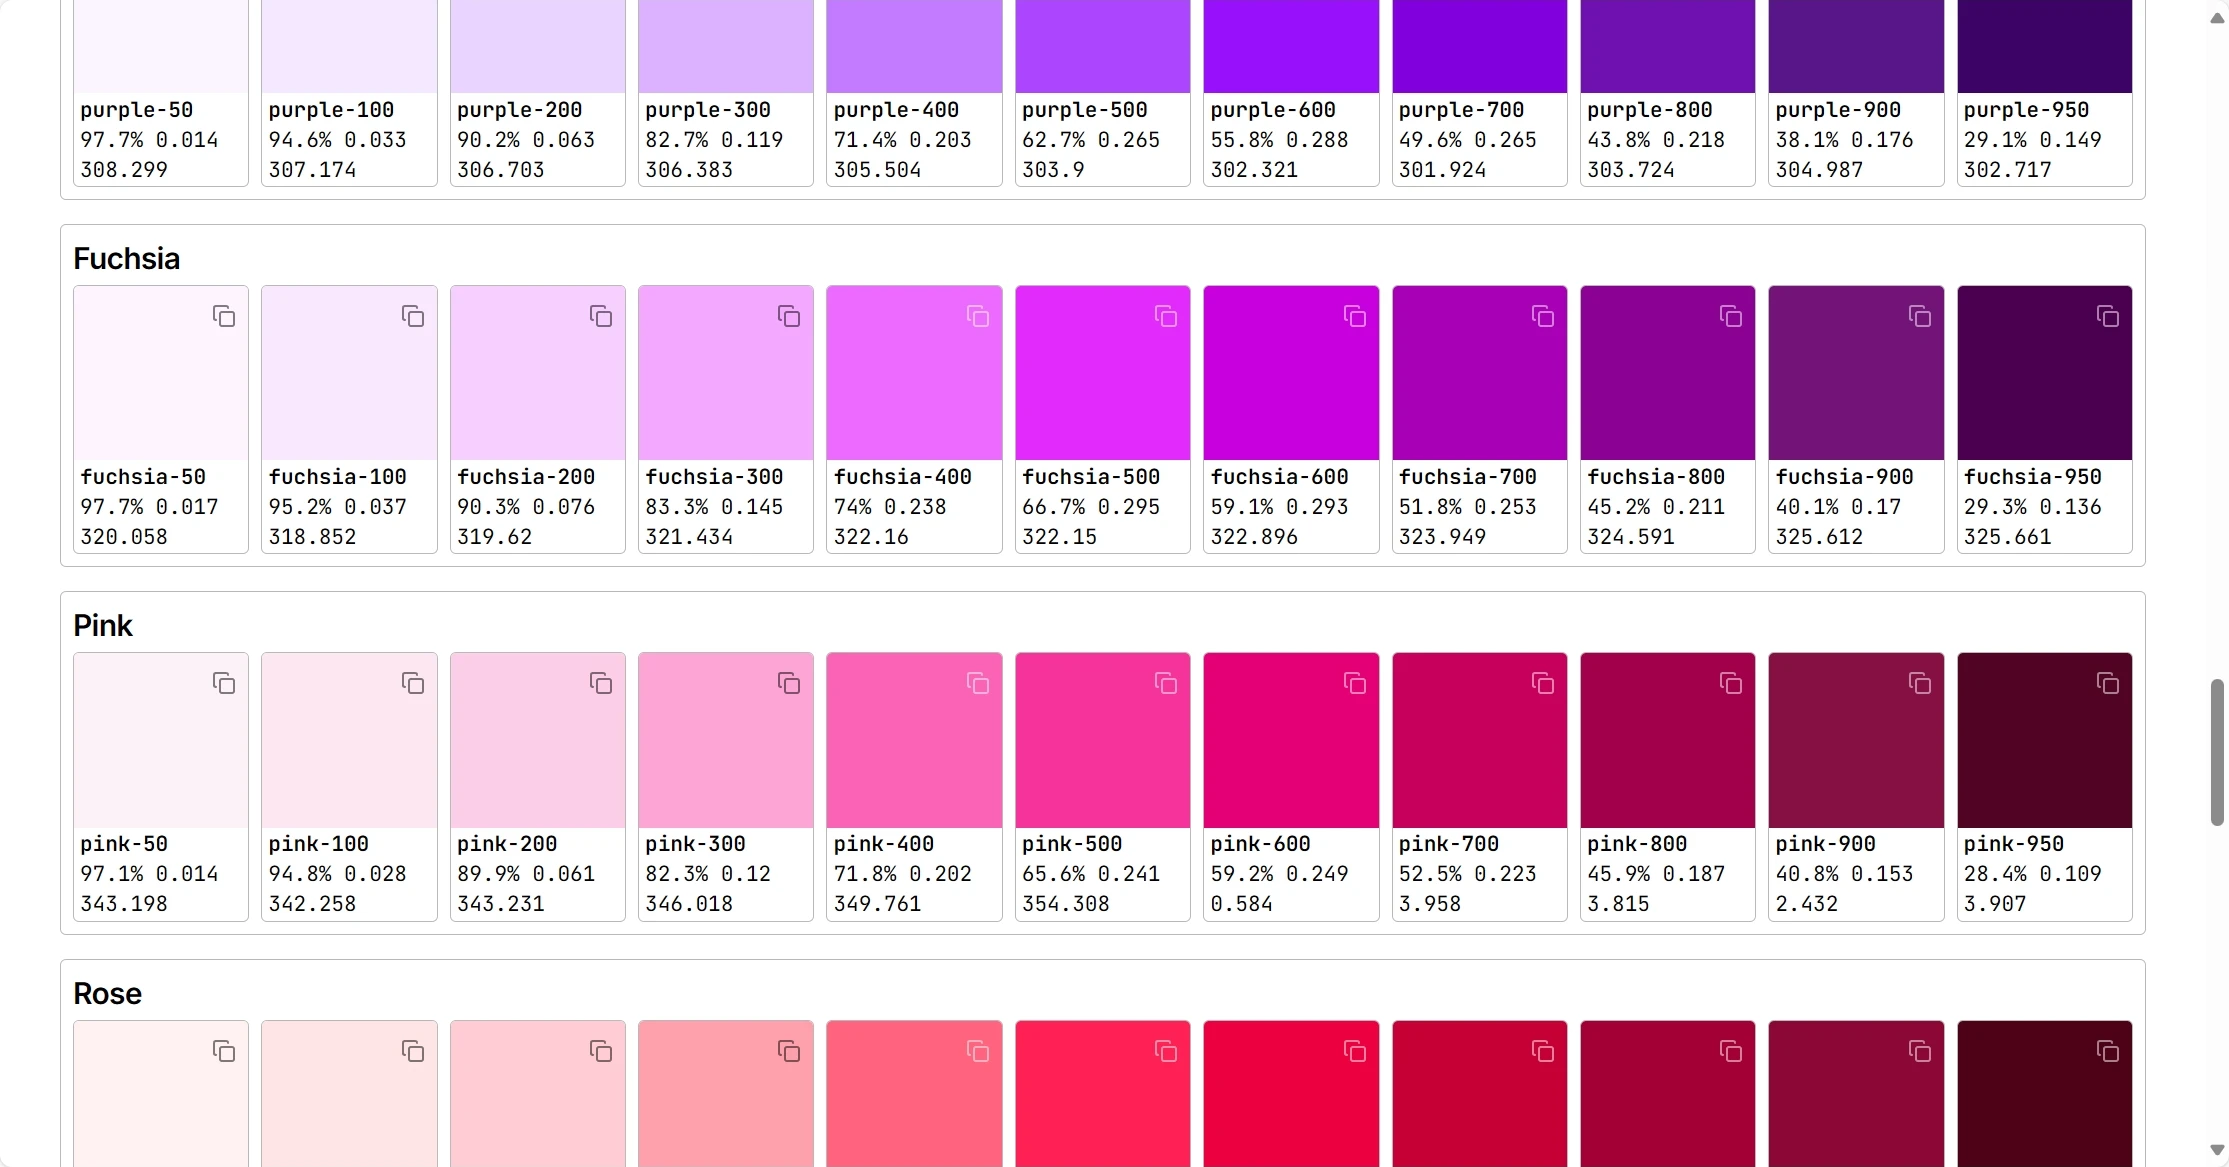 purple-50
97.7% 0.014
308.299
purple-100
94.6% 0.033
307.174
purple-200
90.2% 0.063
306.703
purple-300
82.7% 0.119
306.383
purple-400
71.4% 0.203
305.504
purple-500
62.7% 0.265
303.9
purple-600
55.8% 0.288
302.321
purple-700
49.6% 0.265
301.924
purple-800
43.8% 0.218
303.724
purple-900
38.1% 0.176
304.987
purple-950
29.1% 0.149
302.717
Fuchsia
fuchsia-50
97.7% 0.017
320.058
fuchsia-100
95.2% 0.037
318.852
fuchsia-200
90.3% 0.076
319.62
fuchsia-300
83.3% 0.145
321.434
fuchsia-400
74% 0.238
322.16
fuchsia-500
66.7% 0.295
322.15
fuchsia-600
59.1% 0.293
322.896
fuchsia-700
51.8% 0.253
323.949
fuchsia-800
45.2% 0.211
324.591
fuchsia-900
40.1% 0.17
325.612
fuchsia-950
29.3% 0.136
325.661
Pink
pink-50
97.1% 0.014
343.198
pink-100
94.8% 0.028
342.258
pink-200
89.9% 0.061
343.231
pink-300
82.3% 0.12
346.018
pink-400
71.8% 0.202
349.761
pink-500
65.6% 0.241
354.308
pink-600
59.2% 0.249
0.584
pink-700
52.5% 0.223
3.958
pink-800
45.9% 0.187
3.815
pink-900
40.8% 0.153
2.432
pink-950
28.4% 0.109
3.907
Rose